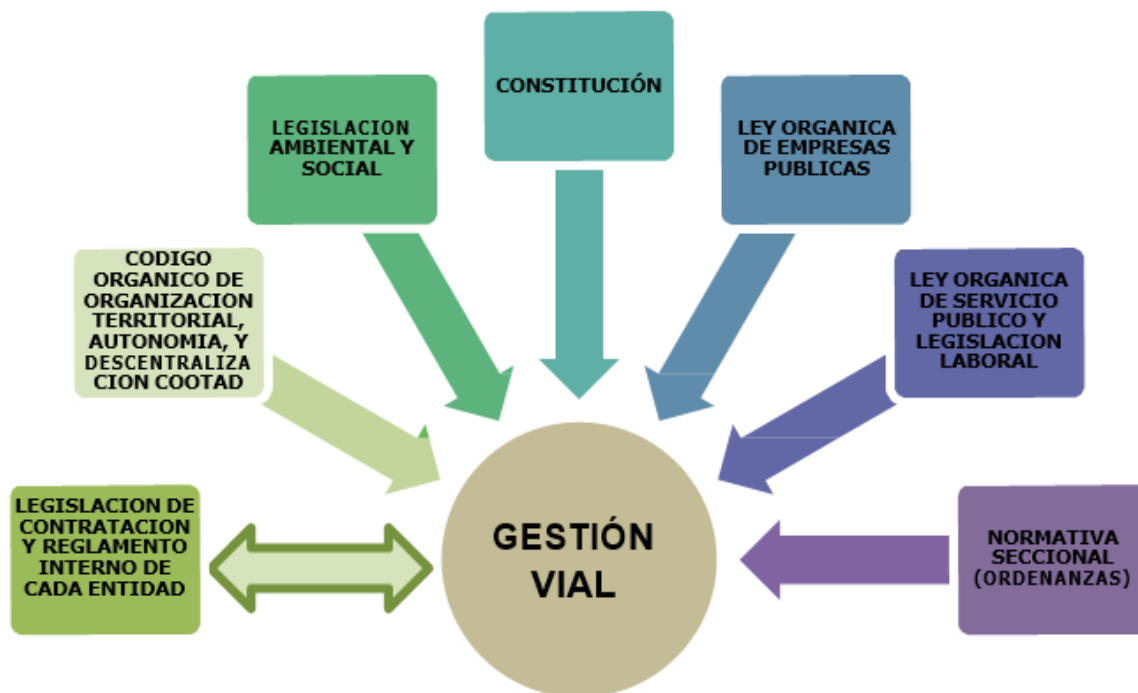 CONSTITUCIÓN
LEGISLACION
AMBIENTAL Y
SOCIAL
LEY ORGANICA
DE EMPRESAS
PUBLICAS
CODIGO
ORGANICO DE
ORGANIZACION
TERRITORIAL,
AUTONOMIA, Y
DESCENTRALIZA
CION COOTAD
LEY ORGANICA
DE SERVICIO
PUBLICO Y
LEGISLACION
LABORAL
LEGISLACION DE
CONTRATACION
Y REGLAMENTO
INTERNO DE
CADA ENTIDAD
GESTIÓN
VIAL
NORMATIVA
SECCIONAL
(ORDENANZAS)